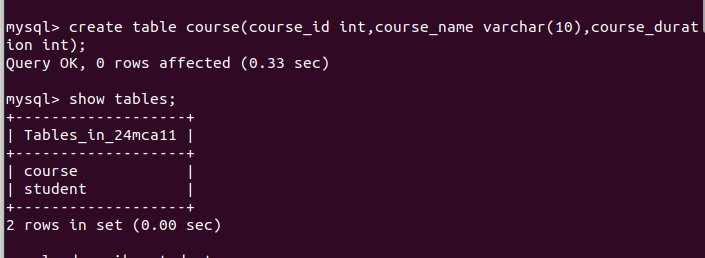 mysql> create table course(course_id int,course_name varchar(10),course_durat
ion int);
Query OK, 0 rows affected (0.33 sec)
mysql> show tables;
+-------------------+
| Tables_in_24mca11 |
+-------------------+
| course            |
| student           |
+-------------------+
2 rows in set (0.00 sec)